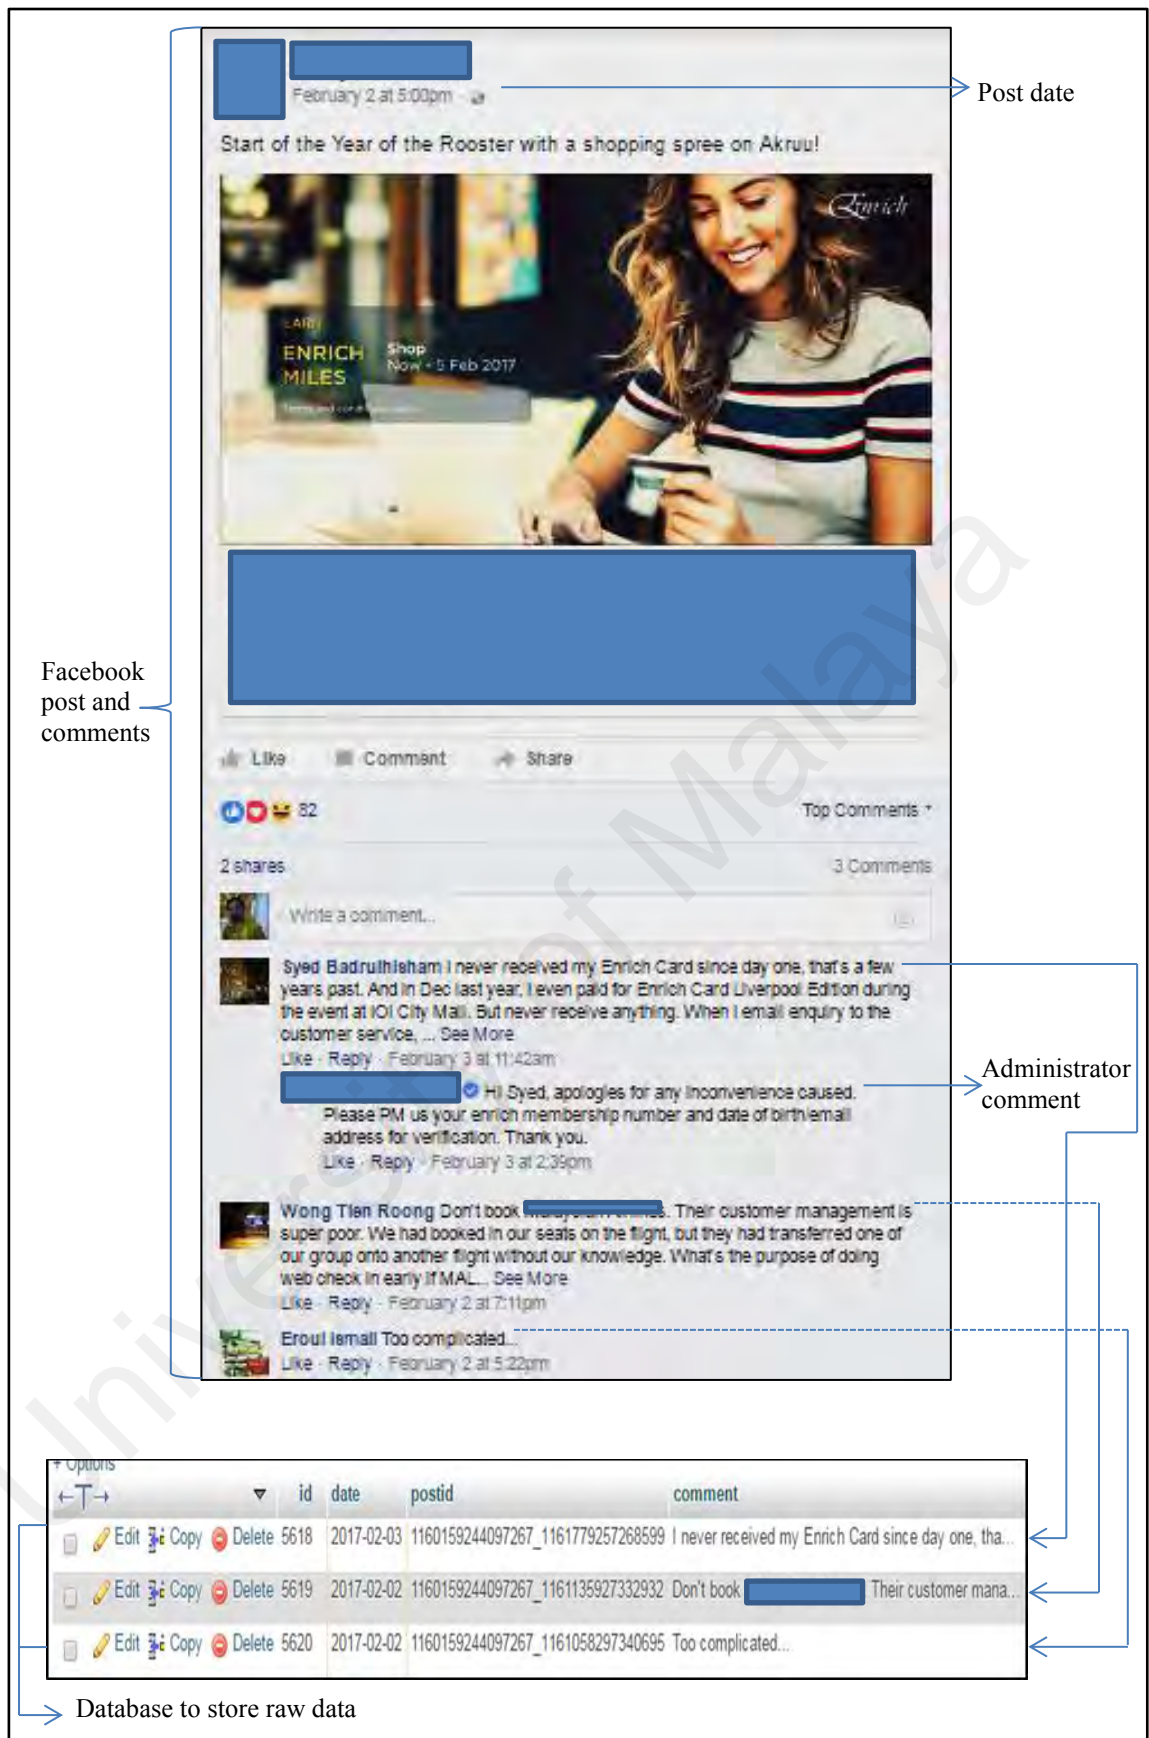 February 2 at 5:00pm
Post date
Start of the Year of the Rooster with a shopping spree on Akruu!
Enrich
EARN
ENRICH
MILES
Shop
Now - 5 Feb 2017
Facebook
post and
comments
Like Comment Share
82 Top Comments
2 shares 3 Comments
Write a comment...
Syed Badrulhisham I never received my Enrich Card since day one, that's a few
years past. And in Dec last year, I even paid for Enrich Card Liverpool Edition during
the event at IOI City Mall. But never receive anything. When I email enquiry to the
customer service, ... See More
Like · Reply · February 3 at 11:42am
Hi Syed, apologies for any inconvenience caused.
Please PM us your enrich membership number and date of birth/email
address for verification. Thank you.
Like · Reply · February 3 at 2:39pm
Administrator
comment
Wong Tien Roong Don't book s. Their customer management is
super poor. We had booked in our seats on the flight, but they had transferred one of
our group onto another flight without our knowledge. What's the purpose of doing
web check in early if MAL... See More
Like · Reply · February 2 at 7:11pm
Eroul Ismail Too complicated...
Like · Reply · February 2 at 5:22pm
+ Options
←T→ id date postid comment
Edit Copy Delete 5618 2017-02-03 1160159244097267_1161779257268599 I never received my Enrich Card since day one, tha...
Edit Copy Delete 5619 2017-02-02 1160159244097267_1161135927332932 Don't book Their customer mana...
Edit Copy Delete 5620 2017-02-02 1160159244097267_1161058297340695 Too complicated...
Database to store raw data
University of Malaya